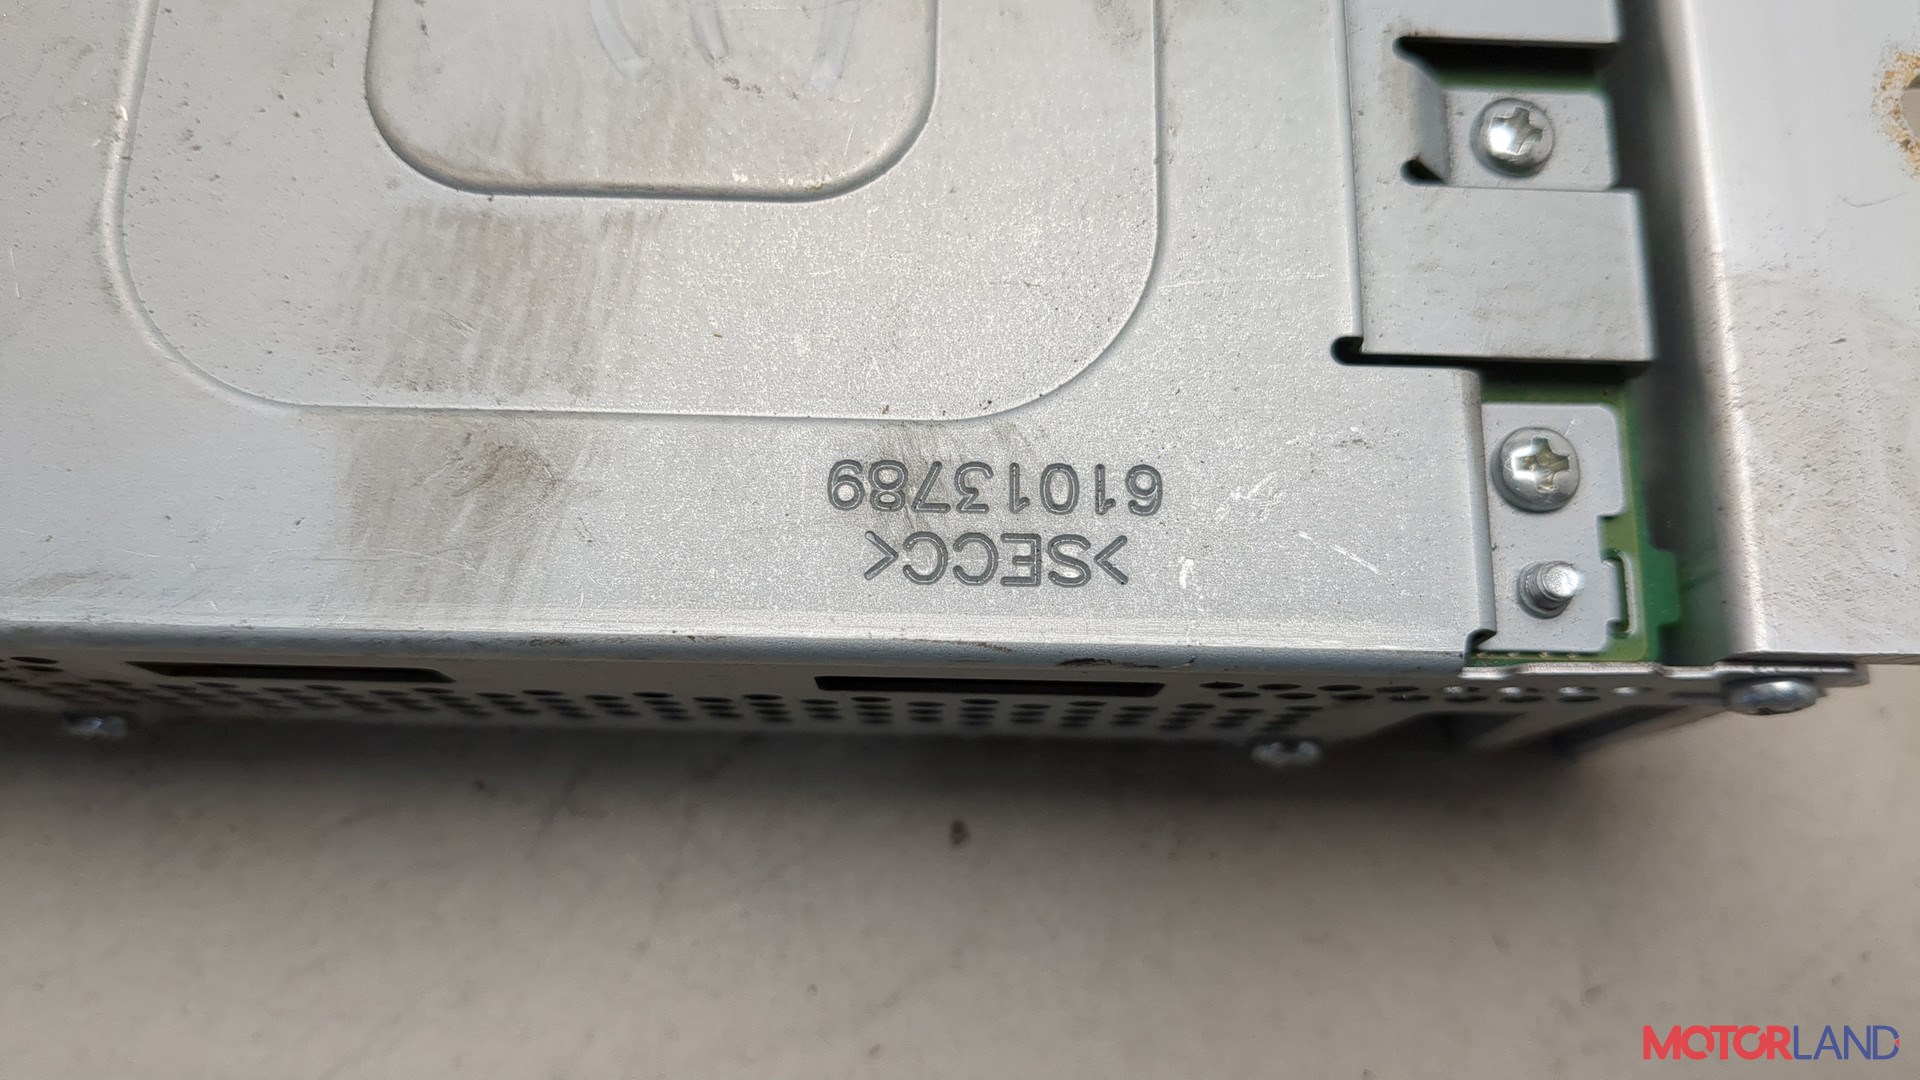 >SECC<
61013789
MOTORLAND